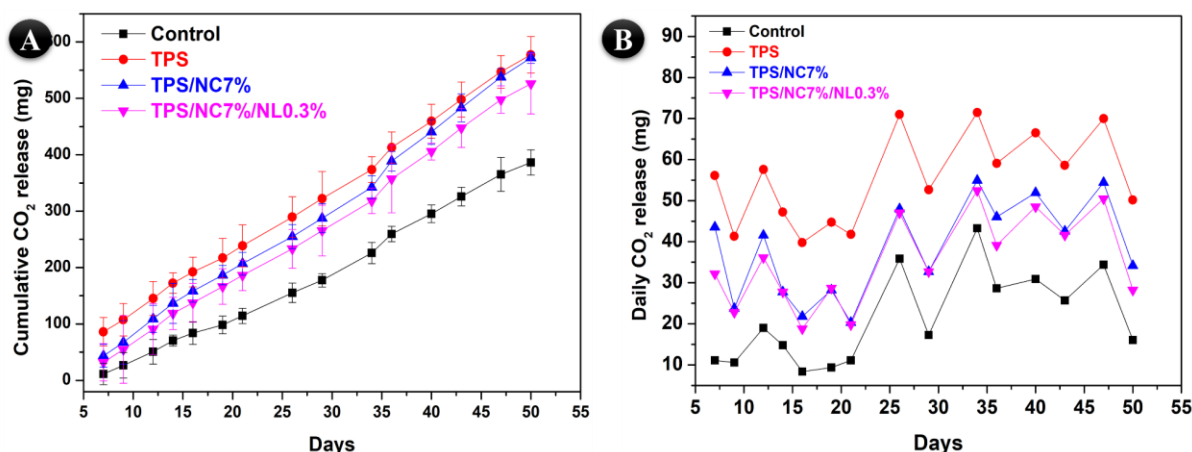 A
Control
TPS
TPS/NC7%
TPS/NC7%/NL0.3%
Cumulative CO2 release (mg)
600
500
400
300
200
100
0
5 10 15 20 25 30 35 40 45 50 55
Days
B
Control
TPS
TPS/NC7%
TPS/NC7%/NL0.3%
Daily CO2 release (mg)
90
80
70
60
50
40
30
20
10
5 10 15 20 25 30 35 40 45 50 55
Days